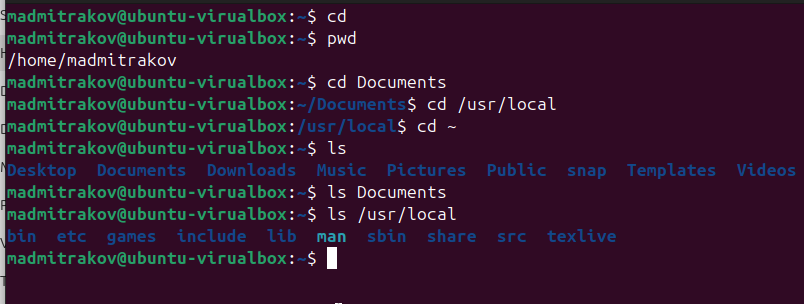 madmitrakov@ubuntu-virualbox:~$ cd
madmitrakov@ubuntu-virualbox:~$ pwd
/home/madmitrakov
madmitrakov@ubuntu-virualbox:~$ cd Documents
madmitrakov@ubuntu-virualbox:~/Documents$ cd /usr/local
madmitrakov@ubuntu-virualbox:/usr/local$ cd ~
madmitrakov@ubuntu-virualbox:~$ ls
Desktop  Documents  Downloads  Music  Pictures  Public  snap  Templates  Videos
madmitrakov@ubuntu-virualbox:~$ ls Documents
madmitrakov@ubuntu-virualbox:~$ ls /usr/local
bin  etc  games  include  lib  man  sbin  share  src  texlive
madmitrakov@ubuntu-virualbox:~$